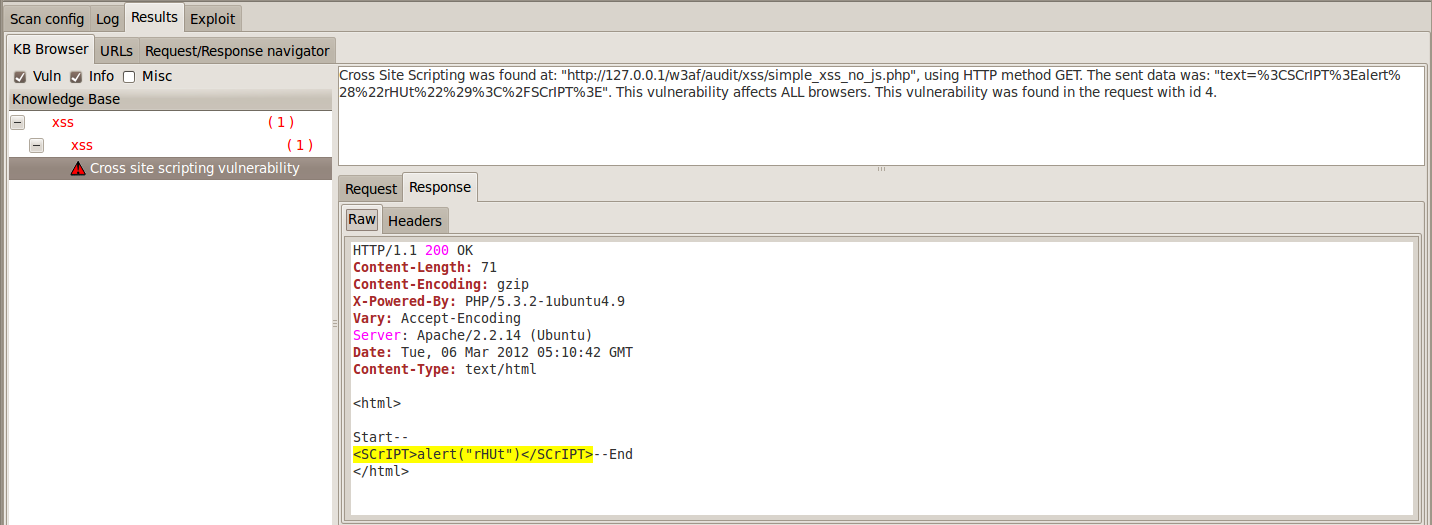 Scan config Log Results Exploit
KB Browser URLs Request/Response navigator
Vuln Info Misc
Knowledge Base
xss ( 1 )
xss ( 1 )
Cross site scripting vulnerability
Cross Site Scripting was found at: "http://127.0.0.1/w3af/audit/xss/simple_xss_no_js.php", using HTTP method GET. The sent data was: "text=%3CSCrIPT%3Ealert%
28%22rHUt%22%29%3C%2FSCrIPT%3E". This vulnerability affects ALL browsers. This vulnerability was found in the request with id 4.
Request Response
Raw Headers
HTTP/1.1 200 OK
Content-Length: 71
Content-Encoding: gzip
X-Powered-By: PHP/5.3.2-1ubuntu4.9
Vary: Accept-Encoding
Server: Apache/2.2.14 (Ubuntu)
Date: Tue, 06 Mar 2012 05:10:42 GMT
Content-Type: text/html
<html>
Start--
<SCrIPT>alert("rHUt")</SCrIPT>--End
</html>